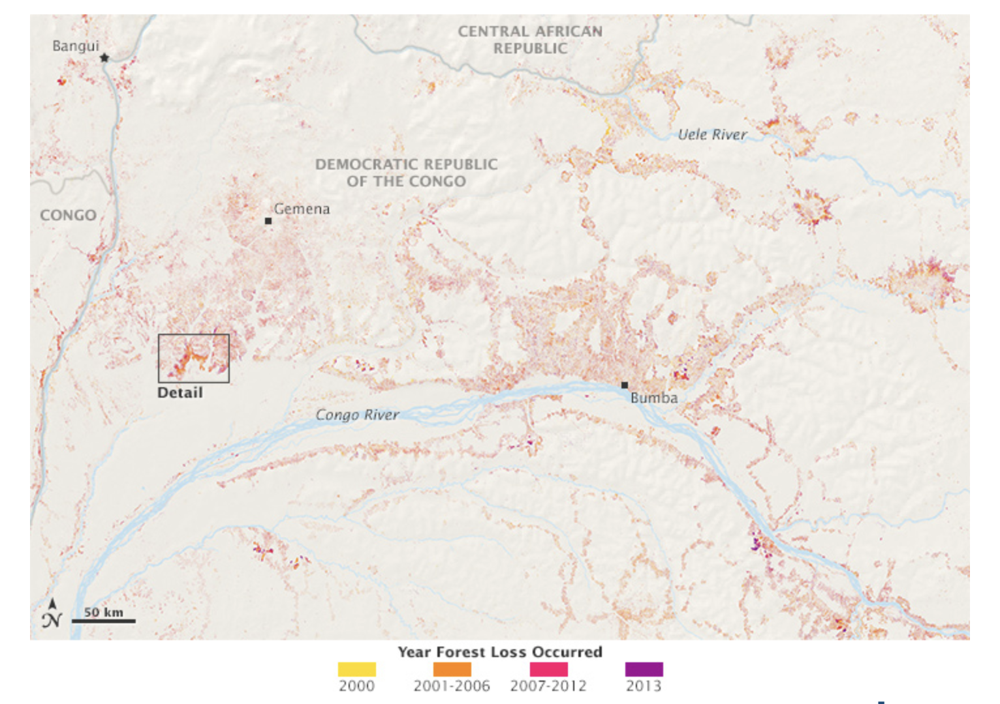 CENTRAL AFRICAN
REPUBLIC
Bangui
Uele River
DEMOCRATIC REPUBLIC
OF THE CONGO
Gemena
CONGO
Detail
Bumba
Congo River
N
50 km
Year Forest Loss Occurred
2000
2001-2006
2007-2012
2013